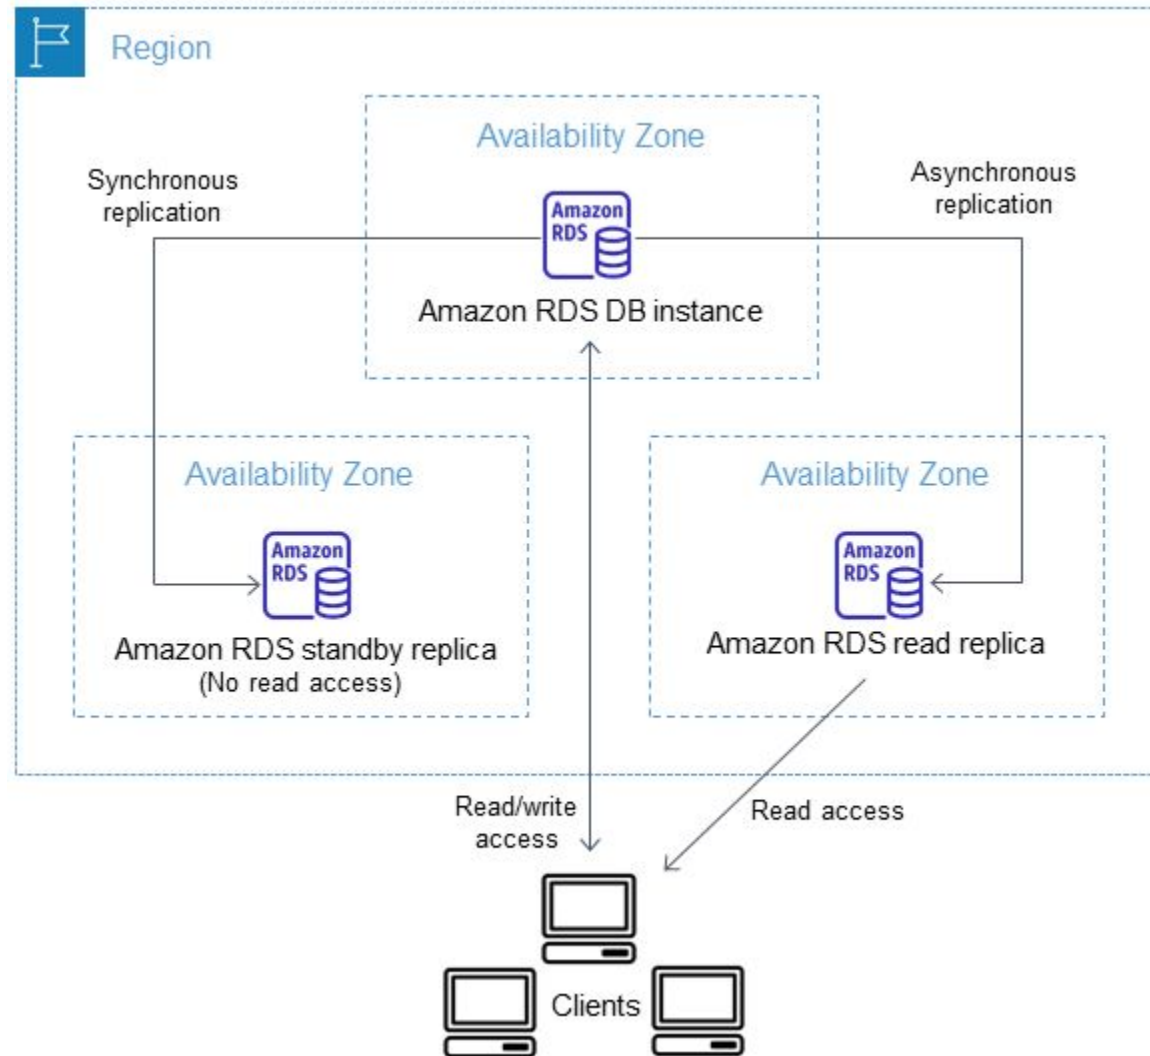 Region
Availability Zone
Synchronous
replication
Asynchronous
replication
Amazon
RDS
Amazon RDS DB instance
Availability Zone
Availability Zone
Amazon
RDS
Amazon
RDS
Amazon RDS standby replica
(No read access)
Amazon RDS read replica
Read/write
access
Read access
Clients